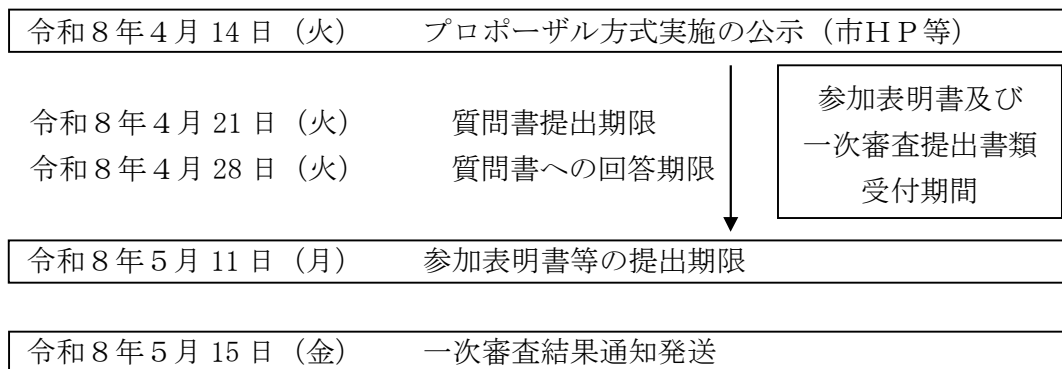 令和８年４月 14 日（火）　　プロポーザル方式実施の公示（市ＨＰ等）
令和８年４月 21 日（火）　　質問書提出期限
令和８年４月 28 日（火）　　質問書への回答期限
参加表明書及び
一次審査提出書類
受付期間
令和８年５月 11 日（月）　　参加表明書等の提出期限
令和８年５月 15 日（金）　　一次審査結果通知発送